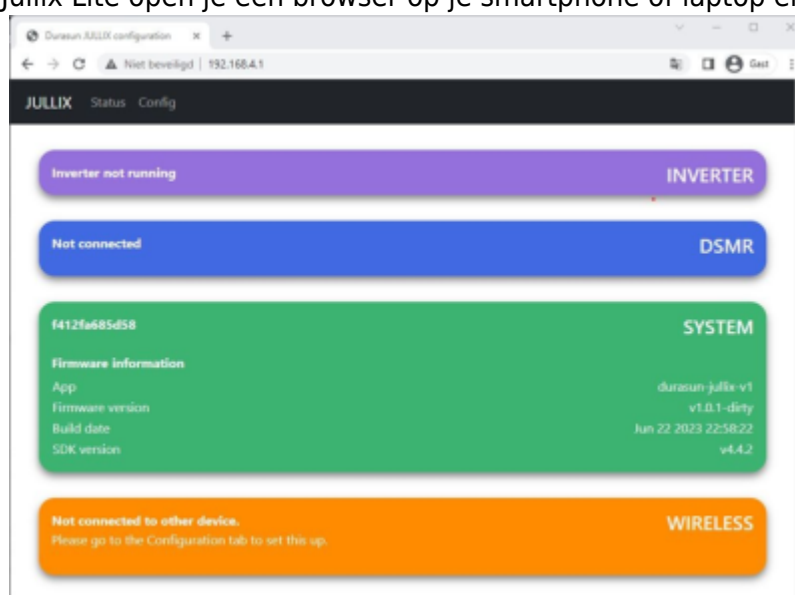 Jullix Lite open je een browser op je smartphone of laptop en
Durasun JULLIX configuration
Niet beveiligd | 192.168.4.1
Gast
JULLIX Status Config
Inverter not running INVERTER
Not connected DSMR
f412fa685d58 SYSTEM
Firmware information
App durasun-jullix-v1
Firmware version v1.0.1-dirty
Build date Jun 22 2023 22:58:22
SDK version v4.4.2
Not connected to other device. WIRELESS
Please go to the Configuration tab to set this up.